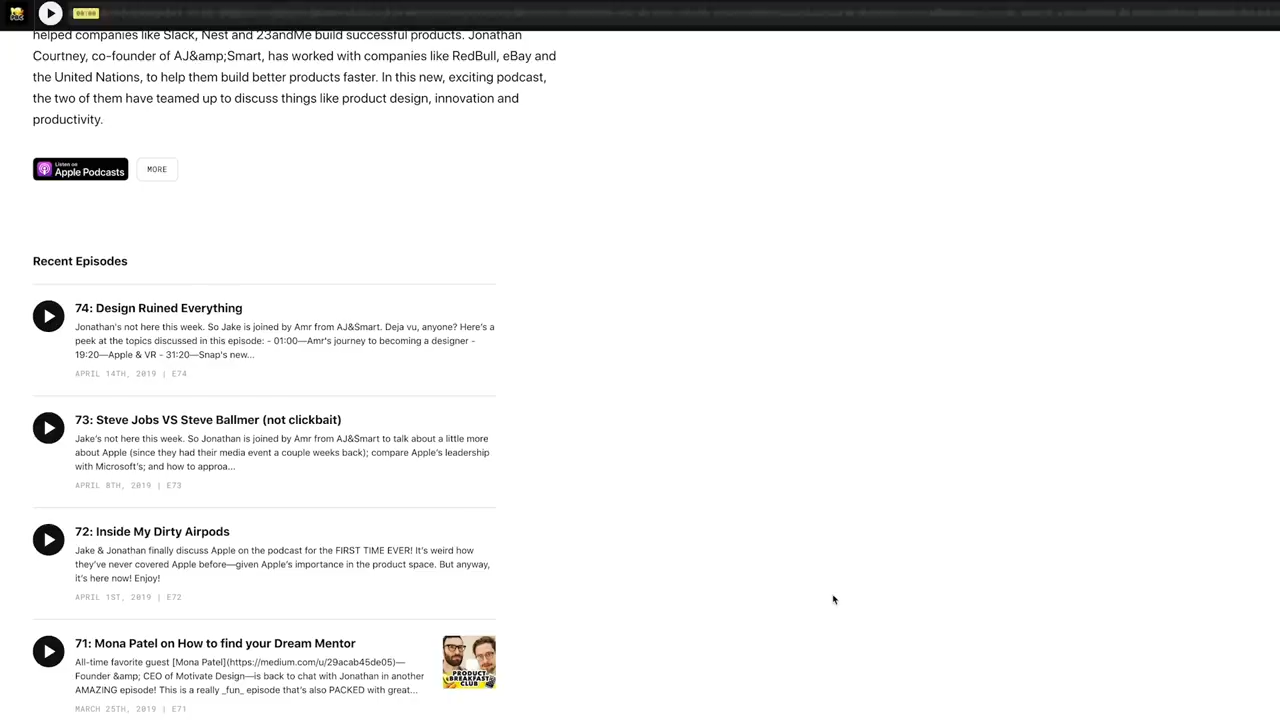 00:00
helped companies like Slack, Nest and 23andMe build successful products. Jonathan
Courtney, co-founder of AJ&amp;Smart, has worked with companies like RedBull, eBay and
the United Nations, to help them build better products faster. In this new, exciting podcast,
the two of them have teamed up to discuss things like product design, innovation and
productivity.
Listen on
Apple Podcasts
MORE
Recent Episodes
74: Design Ruined Everything
Jonathan's not here this week. So Jake is joined by Amr from AJ&Smart. Deja vu, anyone? Here's a
peek at the topics discussed in this episode: - 01:00—Amr's journey to becoming a designer -
19:20—Apple & VR - 31:20—Snap's new...
APRIL 14TH, 2019 | E74
73: Steve Jobs VS Steve Ballmer (not clickbait)
Jake's not here this week. So Jonathan is joined by Amr from AJ&Smart to talk about a little more
about Apple (since they had their media event a couple weeks back); compare Apple's leadership
with Microsoft's; and how to approa...
APRIL 8TH, 2019 | E73
72: Inside My Dirty Airpods
Jake & Jonathan finally discuss Apple on the podcast for the FIRST TIME EVER! It's weird how
they've never covered Apple before—given Apple's importance in the product space. But anyway,
it's here now! Enjoy!
APRIL 1ST, 2019 | E72
71: Mona Patel on How to find your Dream Mentor
All-time favorite guest [Mona Patel](https://medium.com/u/29acab45de05)—
Founder &amp; CEO of Motivate Design—is back to chat with Jonathan in another
AMAZING episode! This is a really _fun_ episode that's also PACKED with great...
MARCH 25TH, 2019 | E71
PRODUCT
BREAKFAST
CLUB